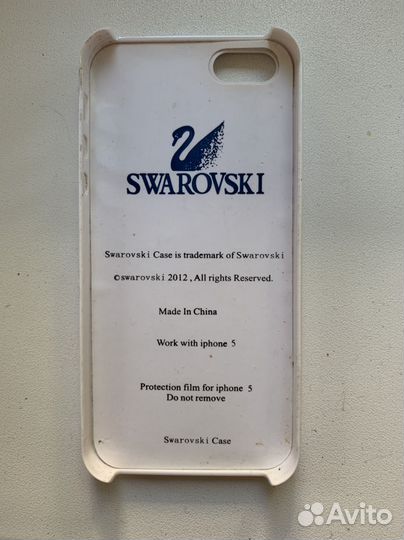 SWAROVSKI
Swarovski Case is trademark of Swarovski
©swarovski 2012 , All rights Reserved.
Made In China
Work with iphone 5
Protection film for iphone 5
Do not remove
Swarovski Case
Avito